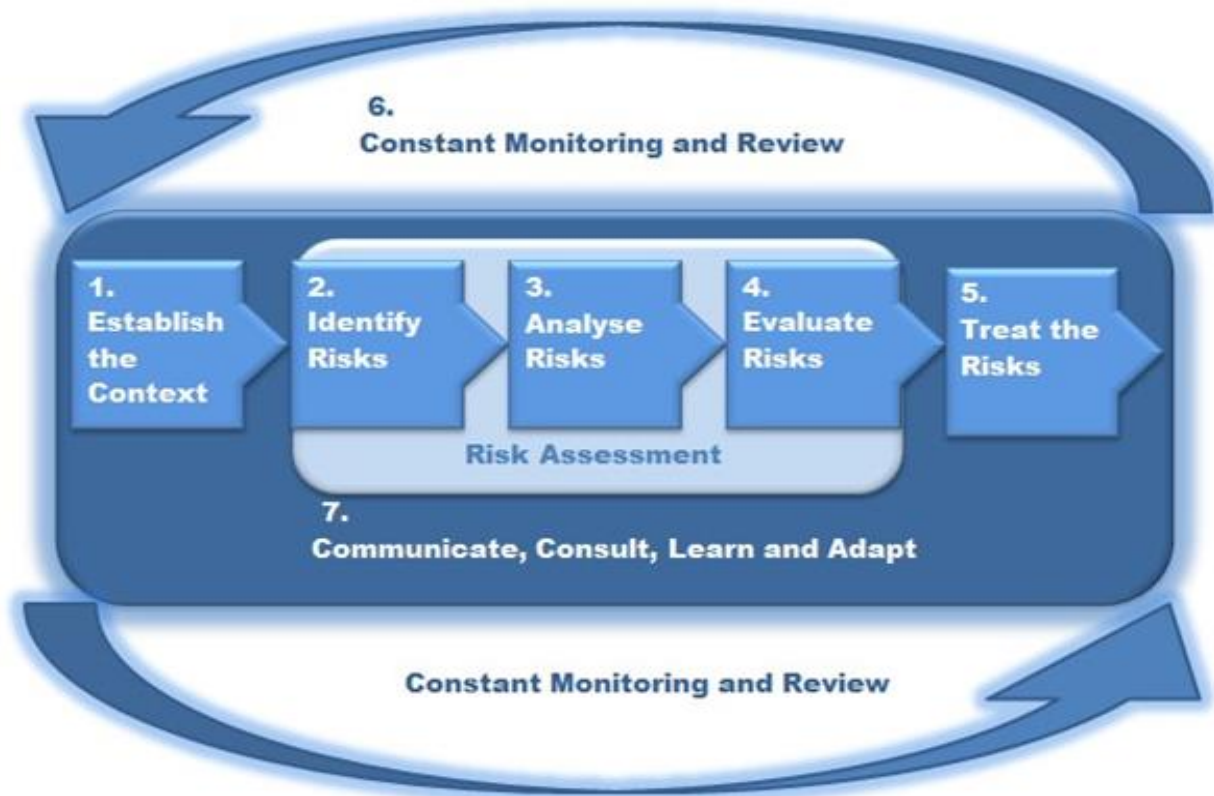 6.
Constant Monitoring and Review
1.
Establish
the
Context
2.
Identify
Risks
3.
Analyse
Risks
4.
Evaluate
Risks
5.
Treat the
Risks
Risk Assessment
7.
Communicate, Consult, Learn and Adapt
Constant Monitoring and Review